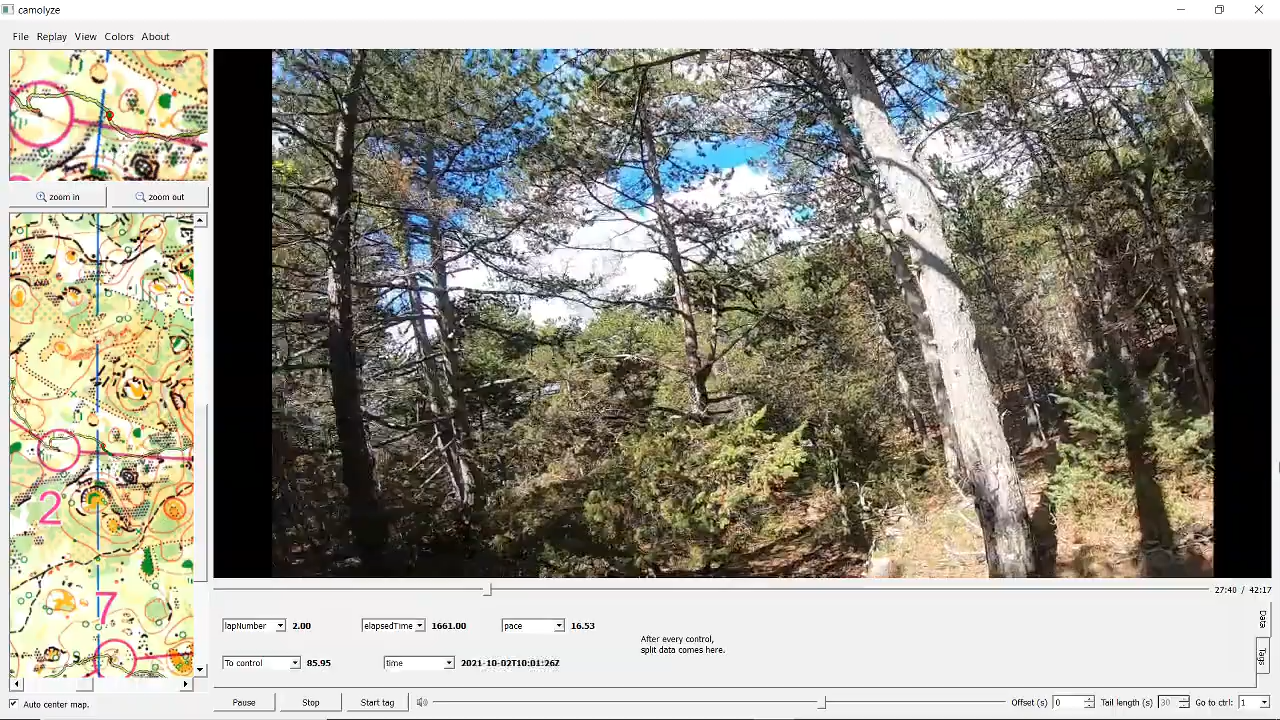 camolyze
File Replay View Colors About
zoom in zoom out
2
7
27:40 / 42:17
lapNumber 2.00 elapsedTime 1661.00 pace 16.53
After every control,
split data comes here.
To control 85.95 time 2021-10-02T10:01:26Z
Data
Tags
Pause Stop Start tag Offset (s) 0 Tail length (s) 30 Go to ctrl: 1
Auto center map.